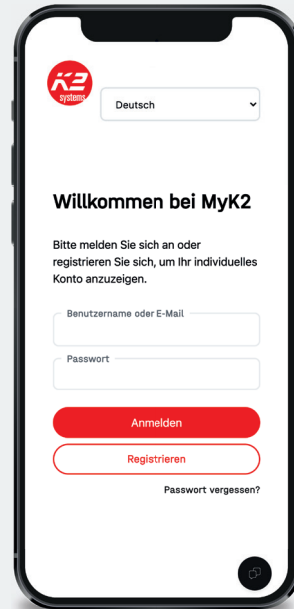 K2
systems
Deutsch
Willkommen bei MyK2
Bitte melden Sie sich an oder
registrieren Sie sich, um Ihr individuelles
Konto anzuzeigen.
Benutzername oder E-Mail
Passwort
Anmelden
Registrieren
Passwort vergessen?